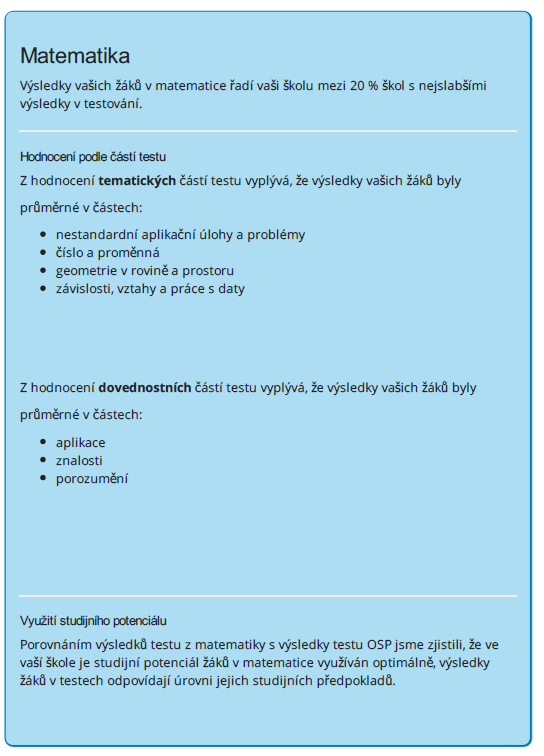 Matematika
Výsledky vašich žáků v matematice řadí vaši školu mezi 20 % škol s nejslabšími
výsledky v testování.
Hodnocení podle částí testu
Z hodnocení tematických částí testu vyplývá, že výsledky vašich žáků byly
průměrné v částech:
• nestandardní aplikační úlohy a problémy
• číslo a proměnná
• geometrie v rovině a prostoru
• závislosti, vztahy a práce s daty
Z hodnocení dovednostních částí testu vyplývá, že výsledky vašich žáků byly
průměrné v částech:
• aplikace
• znalosti
• porozumění
Využití studijního potenciálu
Porovnáním výsledků testu z matematiky s výsledky testu OSP jsme zjistili, že ve
vaší škole je studijní potenciál žáků v matematice využíván optimálně, výsledky
žáků v testech odpovídají úrovni jejich studijních předpokladů.